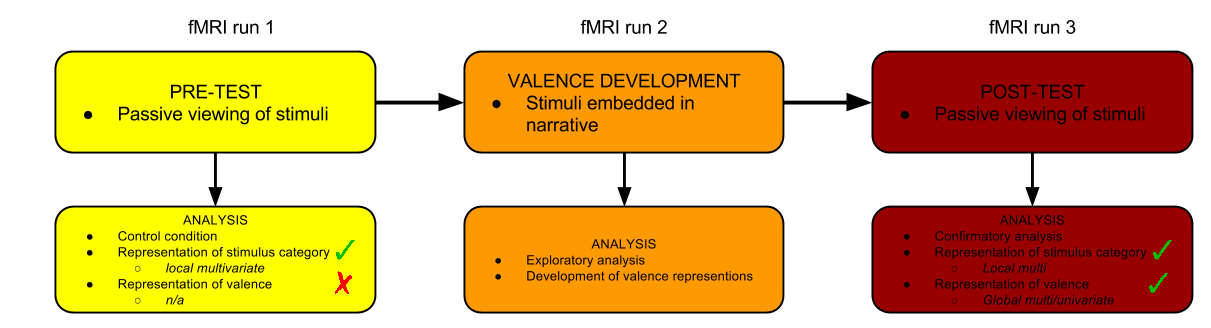 fMRI run 1
fMRI run 2
fMRI run 3
PRE-TEST
● Passive viewing of stimuli
VALENCE DEVELOPMENT
● Stimuli embedded in
narrative
POST-TEST
● Passive viewing of stimuli
ANALYSIS
● Control condition
● Representation of stimulus category
○ local multivariate
● Representation of valence
○ n/a
ANALYSIS
● Exploratory analysis
● Development of valence represention​s
ANALYSIS
● Confirmatory analysis
● Representation of stimulus category
○ Local multi
● Representation of valence
○ Global multi/univariate